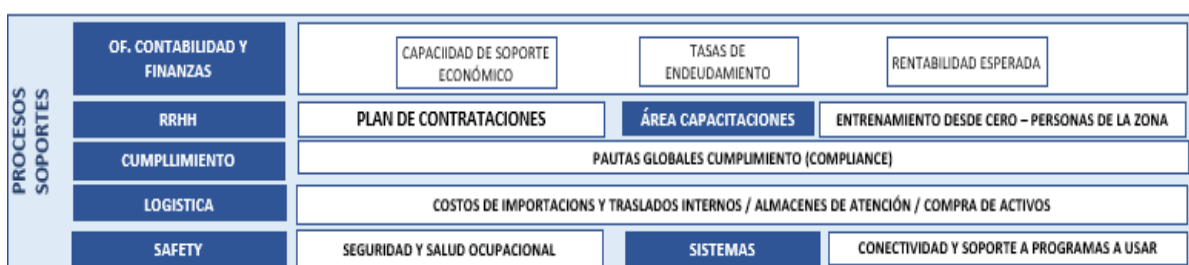 PROCESOS
SOPORTES
OF. CONTABILIDAD Y
FINANZAS
CAPACIIDAD DE SOPORTE
ECONÓMICO
TASAS DE
ENDEUDAMIENTO
RENTABILIDAD ESPERADA
RRHH
PLAN DE CONTRATACIONES
ÁREA CAPACITACIONES
ENTRENAMIENTO DESDE CERO – PERSONAS DE LA ZONA
CUMPLLIMIENTO
PAUTAS GLOBALES CUMPLIMIENTO (COMPLIANCE)
LOGISTICA
COSTOS DE IMPORTACIONS Y TRASLADOS INTERNOS / ALMACENES DE ATENCIÓN / COMPRA DE ACTIVOS
SAFETY
SEGURIDAD Y SALUD OCUPACIONAL
SISTEMAS
CONECTIVIDAD Y SOPORTE A PROGRAMAS A USAR